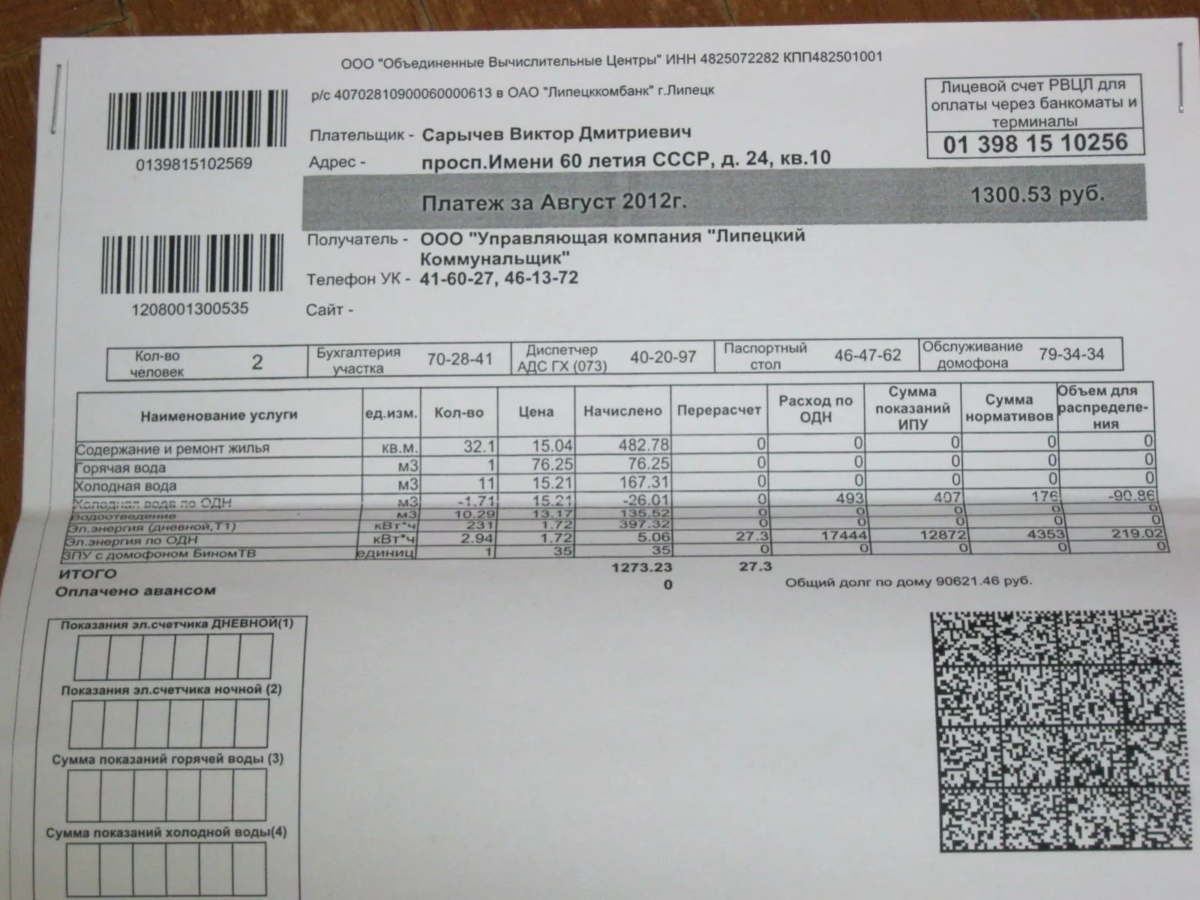 ООО "Объединенные Вычислительные Центры" ИНН 4825072282 КПП482501001
р/с 40702810900060000613 в ОАО "Липецккомбанк" г.Липецк
Лицевой счет РВЦЛ для
оплаты через банкоматы и
терминалы
01 398 15 10256
0139815102569
Плательщик - Сарычев Виктор Дмитриевич
Адрес - просп.Имени 60 летия СССР, д. 24, кв.10
Платеж за Август 2012г. 1300.53 руб.
Получатель - ООО "Управляющая компания "Липецкий
Коммунальщик"
Телефон УК - 41-60-27, 46-13-72
1208001300535
Сайт -
Кол-во человек 2 Бухгалтерия участка 70-28-41 Диспетчер АДС ГХ (073) 40-20-97 Паспортный стол 46-47-62 Обслуживание домофона 79-34-34
Наименование услуги ед.изм. Кол-во Цена Начислено Перерасчет Расход по ОДН Сумма показаний ИПУ Сумма нормативов Объем для распределе-ния
Содержание и ремонт жилья кв.м. 32.1 15.04 482.78 0 0 0 0 0
Горячая вода м3 1 76.25 76.25 0 0 0 0 0
Холодная вода м3 11 15.21 167.31 0 0 0 0 0
Холодная вода по ОДН м3 -1.71 15.21 -26.01 0 493 407 176 -90.86
Водоотведение м3 10.29 13.17 135.52 0 0 0 0 0
Эл.энергия (дневной,Т1) кВт*ч 231 1.72 397.32 0 0 0 0 0
Эл.энергия по ОДН кВт*ч 2.94 1.72 5.06 27.3 17444 12872 4353 219.02
ЗПУ с домофоном БиномТВ единиц 1 35 35 0 0 0 0 0
ИТОГО 1273.23 27.3
Оплачено авансом 0 Общий долг по дому 90621.46 руб.
Показания эл.счетчика ДНЕВНОЙ(1)
Показания эл.счетчика ночной (2)
Сумма показаний горячей воды (3)
Сумма показаний холодной воды(4)